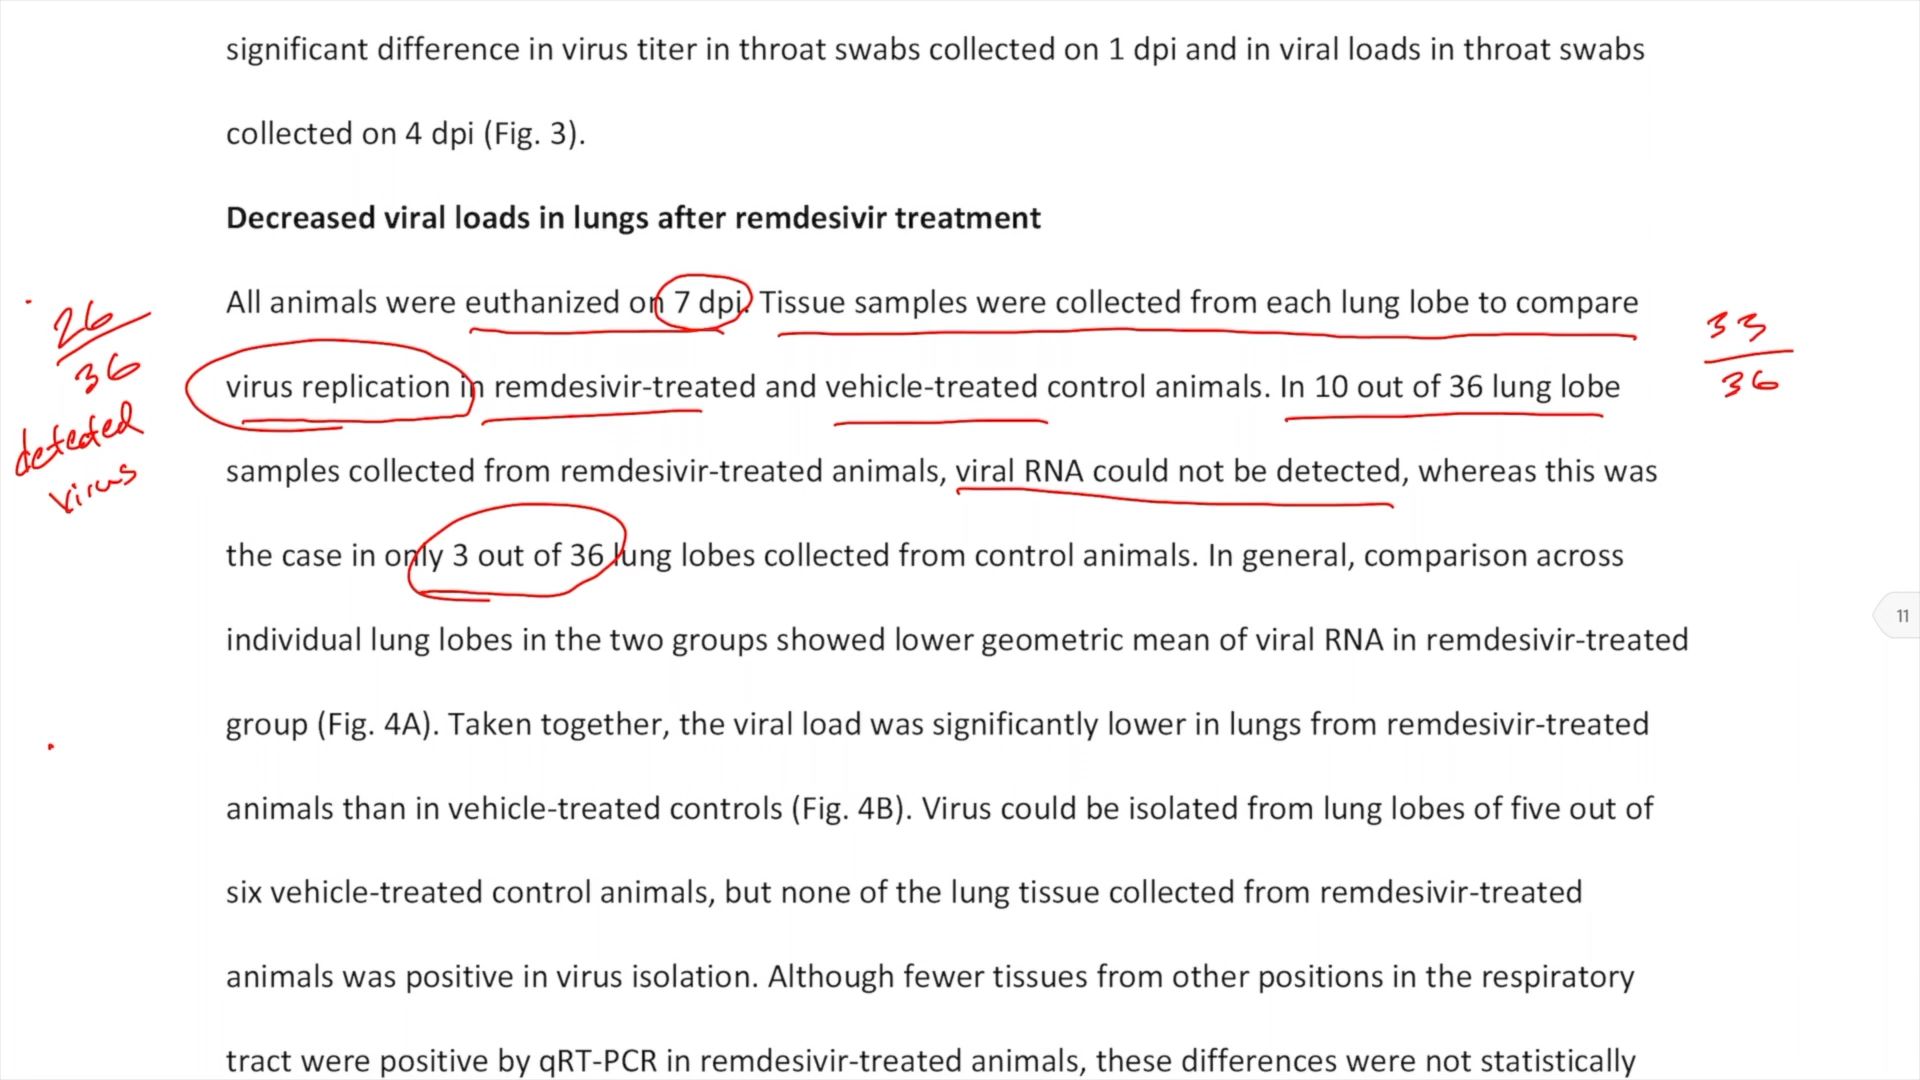 significant difference in virus titer in throat swabs collected on 1 dpi and in viral loads in throat swabs
collected on 4 dpi (Fig. 3).
Decreased viral loads in lungs after remdesivir treatment
All animals were euthanized on 7 dpi. Tissue samples were collected from each lung lobe to compare
virus replication in remdesivir-treated and vehicle-treated control animals. In 10 out of 36 lung lobe
samples collected from remdesivir-treated animals, viral RNA could not be detected, whereas this was
the case in only 3 out of 36 lung lobes collected from control animals. In general, comparison across
individual lung lobes in the two groups showed lower geometric mean of viral RNA in remdesivir-treated
group (Fig. 4A). Taken together, the viral load was significantly lower in lungs from remdesivir-treated
animals than in vehicle-treated controls (Fig. 4B). Virus could be isolated from lung lobes of five out of
six vehicle-treated control animals, but none of the lung tissue collected from remdesivir-treated
animals was positive in virus isolation. Although fewer tissues from other positions in the respiratory
tract were positive by qRT-PCR in remdesivir-treated animals, these differences were not statistically
26
36
detected
virus
33
36
11